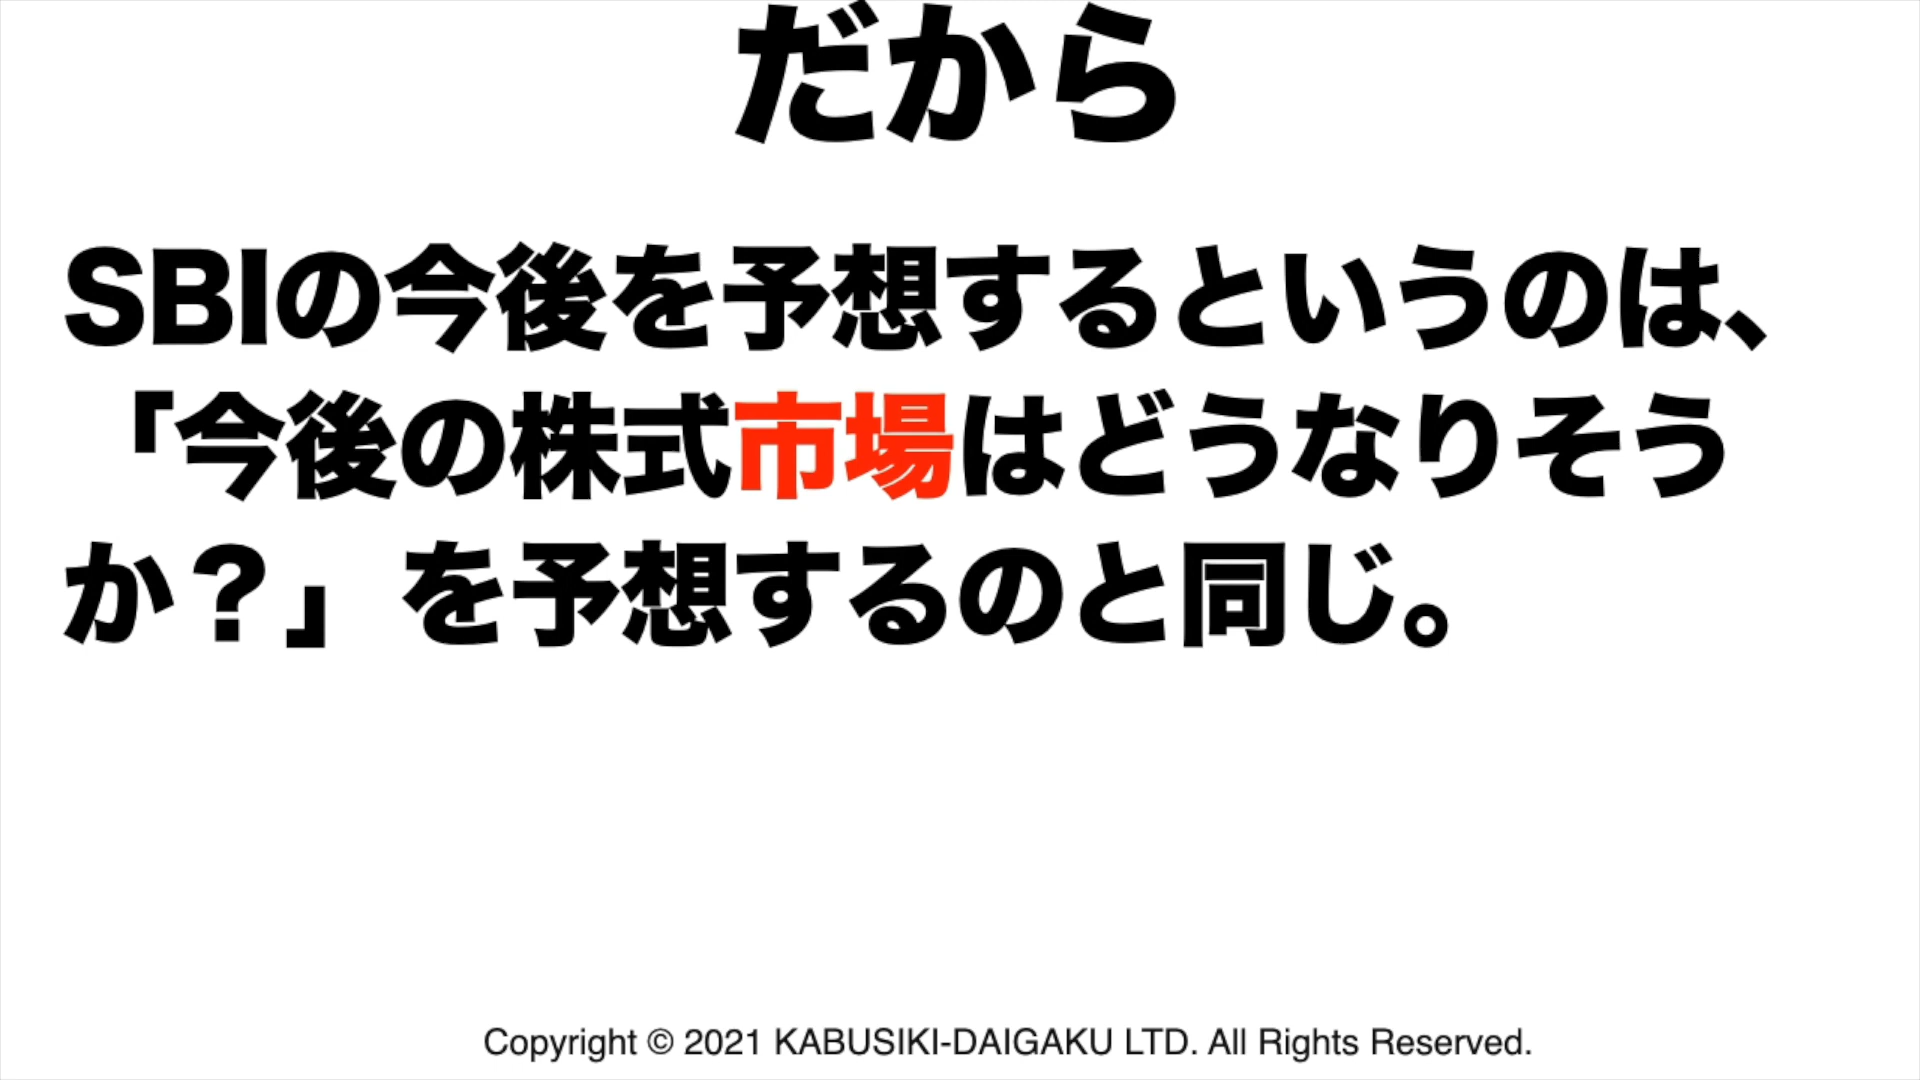 だから
SBIの今後を予想するというのは、
「今後の株式市場はどうなりそう
か？」を予想するのと同じ。
Copyright © 2021 KABUSIKI-DAIGAKU LTD. All Rights Reserved.